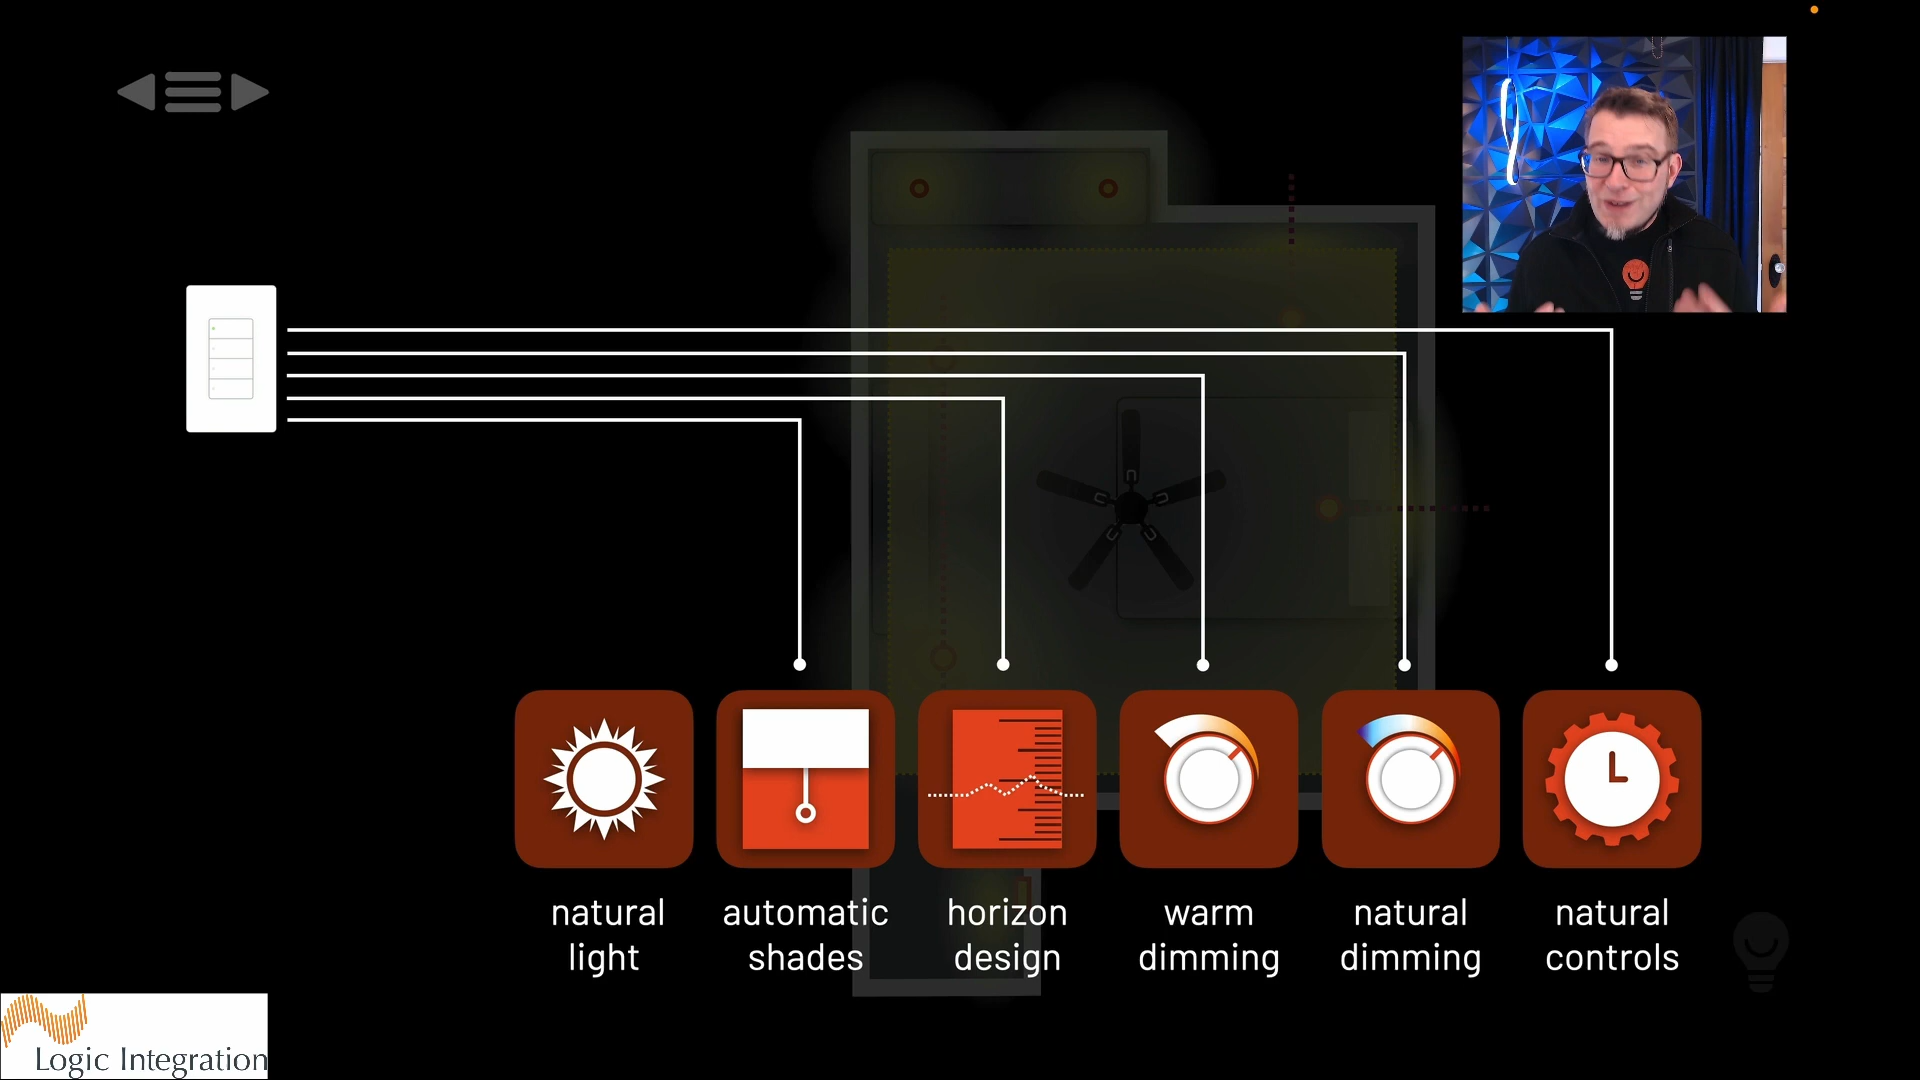 natural
light
automatic
shades
horizon
design
warm
dimming
natural
dimming
natural
controls
Logic Integration